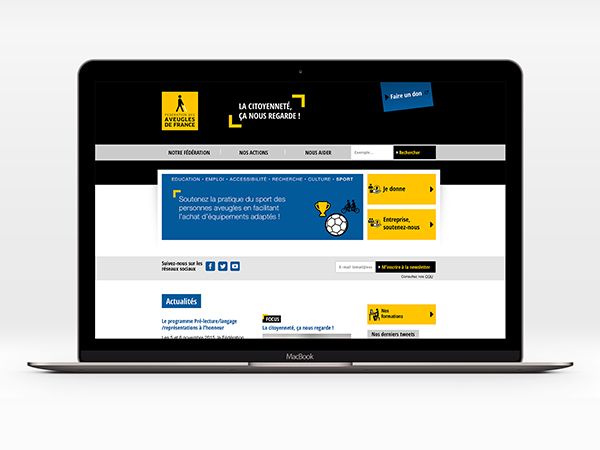 FÉDÉRATION DES
AVEUGLES
DE FRANCE
LA CITOYENNETÉ,
ÇA NOUS REGARDE !
Faire un don
NOTRE FÉDÉRATION
NOS ACTIONS
NOUS AIDER
Exemple...
Rechercher
EDUCATION • EMPLOI • ACCESSIBILITÉ • RECHERCHE • CULTURE • SPORT
Soutenez la pratique du sport des
personnes aveugles en facilitant
l'achat d'équipements adaptés !
Je donne
Entreprise,
soutenez-nous
Suivez-nous sur les
réseaux sociaux
E-mail
M'inscrire à la newsletter
Consultez nos CGU
Actualités
Le programme Pré-lecture/langage
/représentations à l'honneur
Les 5 et 6 novembre 2015, la Fédération
FOCUS
La citoyenneté, ça nous regarde !
Nos
formations
Nos derniers tweets
MacBook